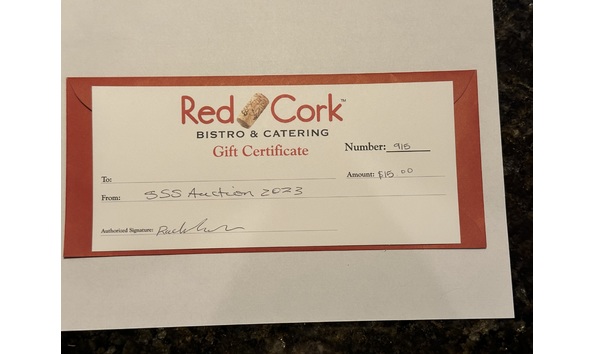 Red Cork™
BISTRO & CATERING
Gift Certificate
Number: 915
To:
Amount: $15.00
From: SSS Auction 2023
Authorized Signature: